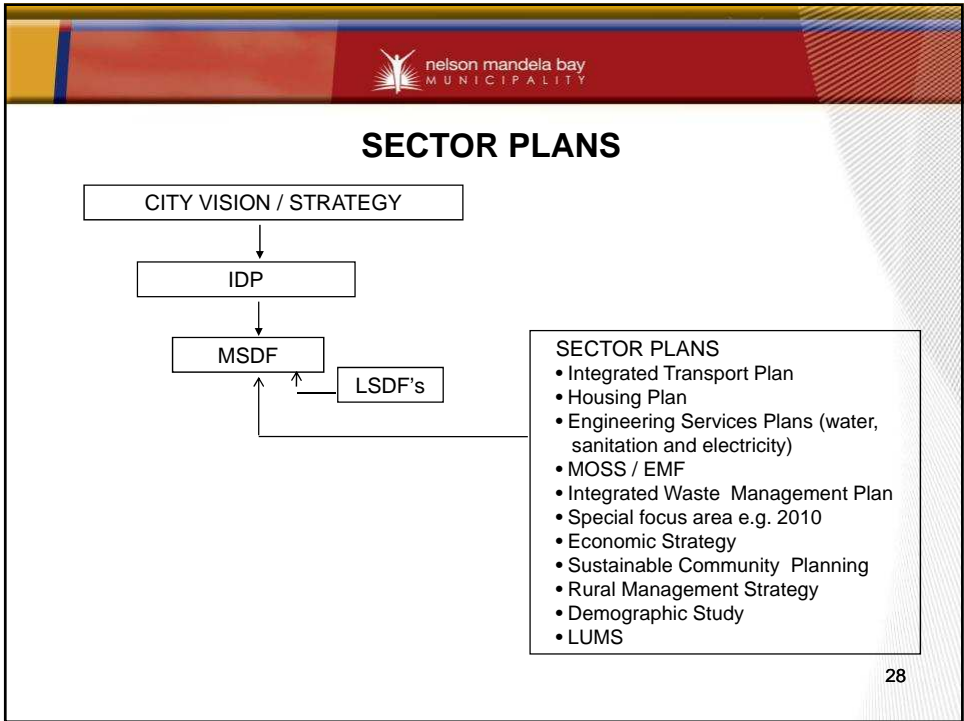 nelson mandela bay
MUNICIPALITY
SECTOR PLANS
CITY VISION / STRATEGY
IDP
MSDF
LSDF's
SECTOR PLANS
• Integrated Transport Plan
• Housing Plan
• Engineering Services Plans (water,
sanitation and electricity)
• MOSS / EMF
• Integrated Waste Management Plan
• Special focus area e.g. 2010
• Economic Strategy
• Sustainable Community Planning
• Rural Management Strategy
• Demographic Study
• LUMS
28